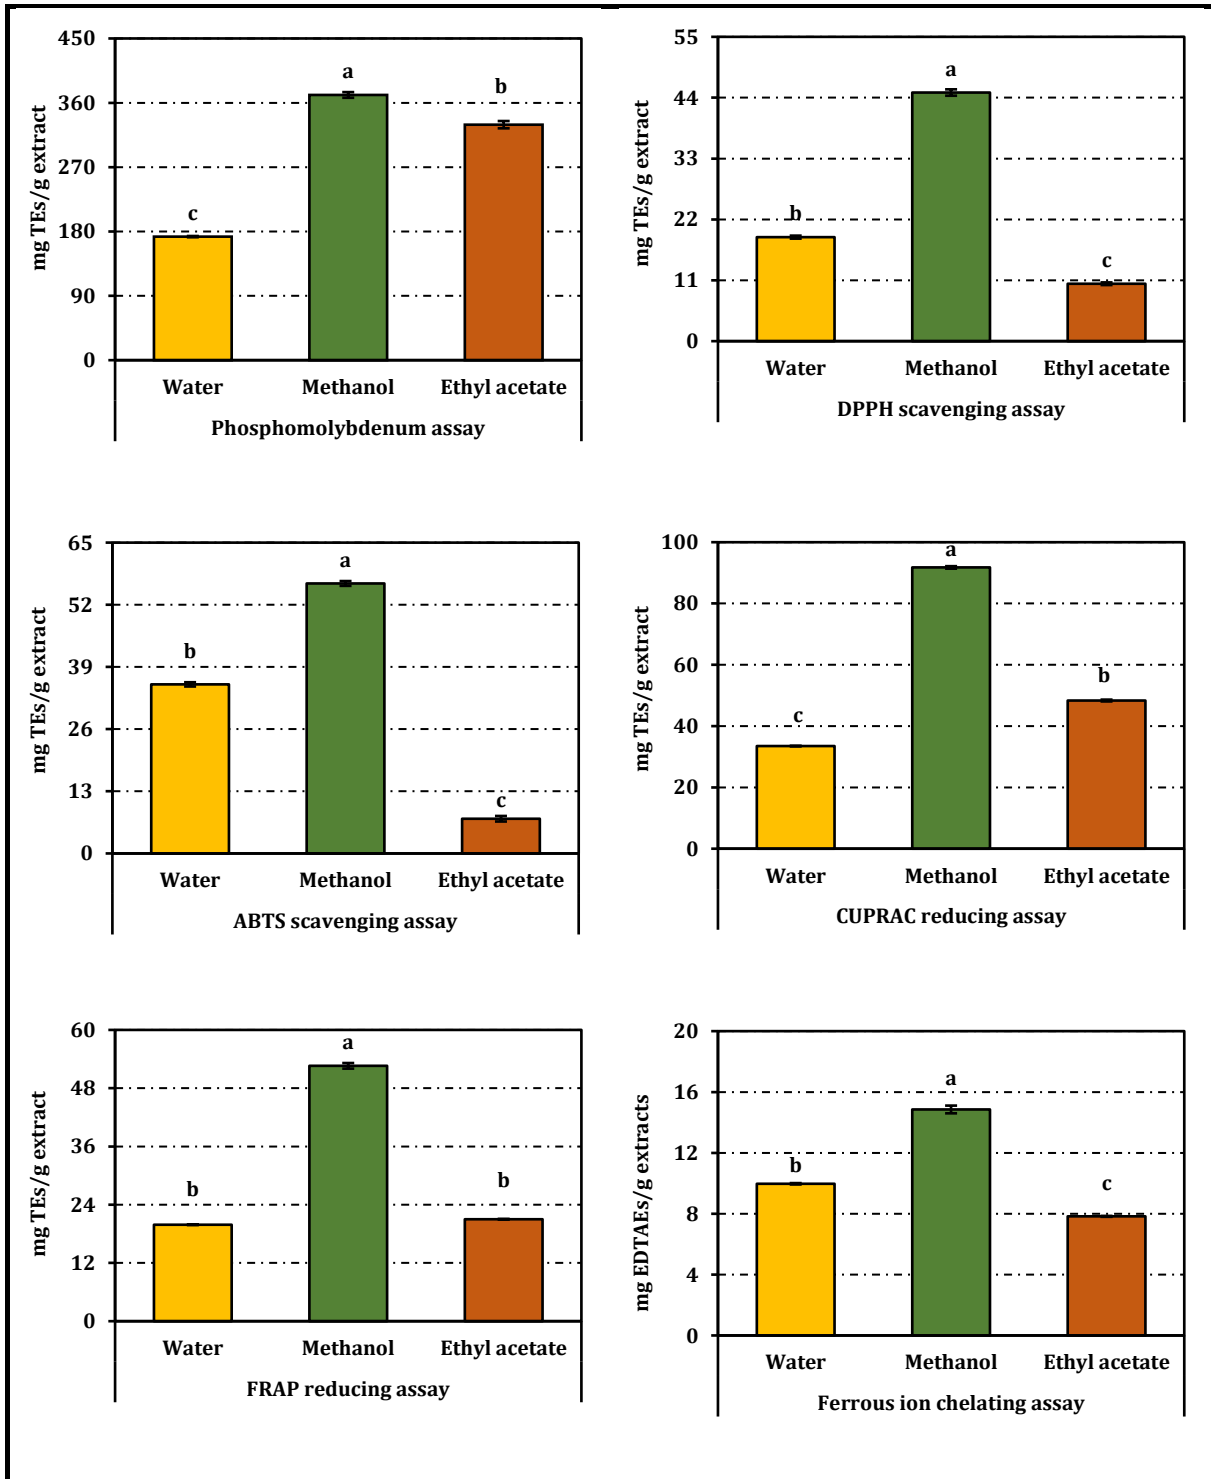 mg TEs/g extract
450
360
270
180
90
0
c
a
b
Water Methanol Ethyl acetate
Phosphomolybdenum assay
mg TEs/g extract
55
44
33
22
11
0
b
a
c
Water Methanol Ethyl acetate
DPPH scavenging assay
mg TEs/g extract
65
52
39
26
13
0
b
a
c
Water Methanol Ethyl acetate
ABTS scavenging assay
mg TEs/g extract
100
80
60
40
20
0
c
a
b
Water Methanol Ethyl acetate
CUPRAC reducing assay
mg TEs/g extract
60
48
36
24
12
0
b
a
b
Water Methanol Ethyl acetate
FRAP reducing assay
mg EDTAEs/g extracts
20
16
12
8
4
0
b
a
c
Water Methanol Ethyl acetate
Ferrous ion chelating assay